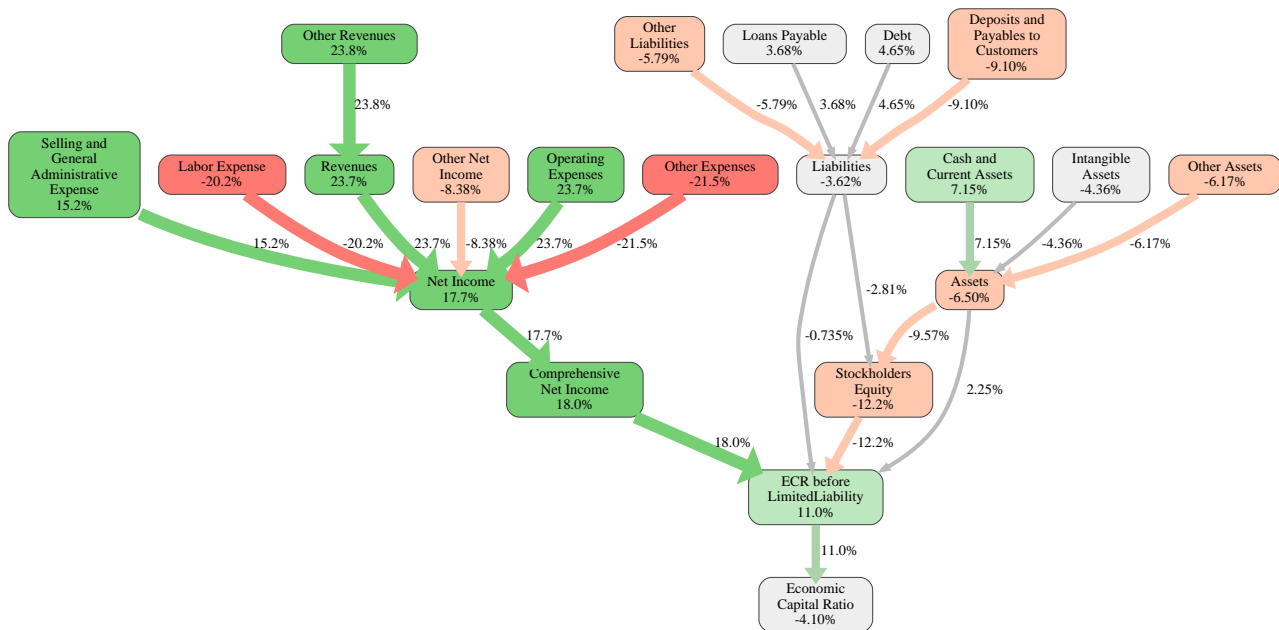 Other Revenues
23.8%
Other
Liabilities
-5.79%
Loans Payable
3.68%
Debt
4.65%
Deposits and
Payables to
Customers
-9.10%
23.8%
-5.79%
3.68%
4.65%
-9.10%
Selling and
General
Administrative
Expense
15.2%
Labor Expense
-20.2%
Revenues
23.7%
Other Net
Income
-8.38%
Operating
Expenses
23.7%
Other Expenses
-21.5%
Liabilities
-3.62%
Cash and
Current Assets
7.15%
Intangible
Assets
-4.36%
Other Assets
-6.17%
15.2%
-20.2%
23.7%
-8.38%
23.7%
-21.5%
7.15%
-4.36%
-6.17%
Net Income
17.7%
-2.81%
Assets
-6.50%
17.7%
-0.735%
-9.57%
Comprehensive
Net Income
18.0%
Stockholders
Equity
-12.2%
2.25%
18.0%
-12.2%
ECR before
LimitedLiability
11.0%
11.0%
Economic
Capital Ratio
-4.10%